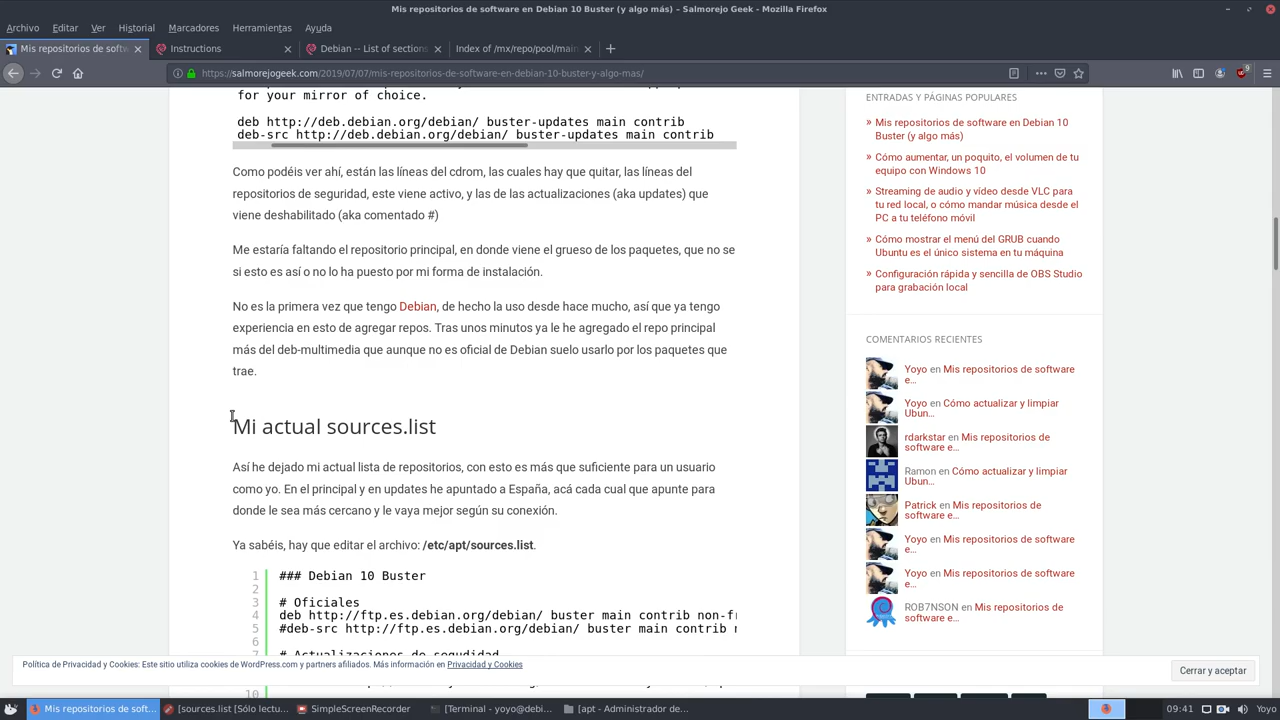 Mis repositorios de software en Debian 10 Buster (y algo más) – Salmorejo Geek - Mozilla Firefox
Archivo Editar Ver Historial Marcadores Herramientas Ayuda
Mis repositorios de softw
Instructions
Debian -- List of sections
Index of /mx/repo/pool/main
https://salmorejogeek.com/2019/07/07/mis-repositorios-de-software-en-debian-10-buster-y-algo-mas/
9
for your mirror of choice.
deb http://deb.debian.org/debian/ buster-updates main contrib
deb-src http://deb.debian.org/debian/ buster-updates main contrib
Como podéis ver ahí, están las líneas del cdrom, las cuales hay que quitar, las líneas del
repositorios de seguridad, este viene activo, y las de las actualizaciones (aka updates) que
viene deshabilitado (aka comentado #)
Me estaría faltando el repositorio principal, en donde viene el grueso de los paquetes, que no se
si esto es así o no lo ha puesto por mi forma de instalación.
No es la primera vez que tengo Debian, de hecho la uso desde hace mucho, así que ya tengo
experiencia en esto de agregar repos. Tras unos minutos ya le he agregado el repo principal
más del deb-multimedia que aunque no es oficial de Debian suelo usarlo por los paquetes que
trae.
Mi actual sources.list
Así he dejado mi actual lista de repositorios, con esto es más que suficiente para un usuario
como yo. En el principal y en updates he apuntado a España, acá cada cual que apunte para
donde le sea más cercano y le vaya mejor según su conexión.
Ya sabéis, hay que editar el archivo: /etc/apt/sources.list.
1 ### Debian 10 Buster
2
3 # Oficiales
4 deb http://ftp.es.debian.org/debian/ buster main contrib non-fr
5 #deb-src http://ftp.es.debian.org/debian/ buster main contrib n
6
7 # Actualizaciones de segudidad
10
ENTRADAS Y PÁGINAS POPULARES
» Mis repositorios de software en Debian 10
Buster (y algo más)
» Cómo aumentar, un poquito, el volumen de tu
equipo con Windows 10
» Streaming de audio y vídeo desde VLC para
tu red local, o cómo mandar música desde el
PC a tu teléfono móvil
» Cómo mostrar el menú del GRUB cuando
Ubuntu es el único sistema en tu máquina
» Configuración rápida y sencilla de OBS Studio
para grabación local
COMENTARIOS RECIENTES
Yoyo en Mis repositorios de software
e…
Yoyo en Cómo actualizar y limpiar
Ubun…
rdarkstar en Mis repositorios de
software e…
Ramon en Cómo actualizar y limpiar
Ubun…
Patrick en Mis repositorios de
software e…
Yoyo en Mis repositorios de software
e…
Yoyo en Mis repositorios de software
e…
ROB7NSON en Mis repositorios de
software e…
Política de Privacidad y Cookies: Este sitio utiliza cookies de WordPress.com y partners afiliados. Más información en Privacidad y Cookies
Cerrar y aceptar
Mis repositorios de soft...
[sources.list [Sólo lectu...
SimpleScreenRecorder
[Terminal - yoyo@debi...
[apt - Administrador de...
09:41
Yoyo